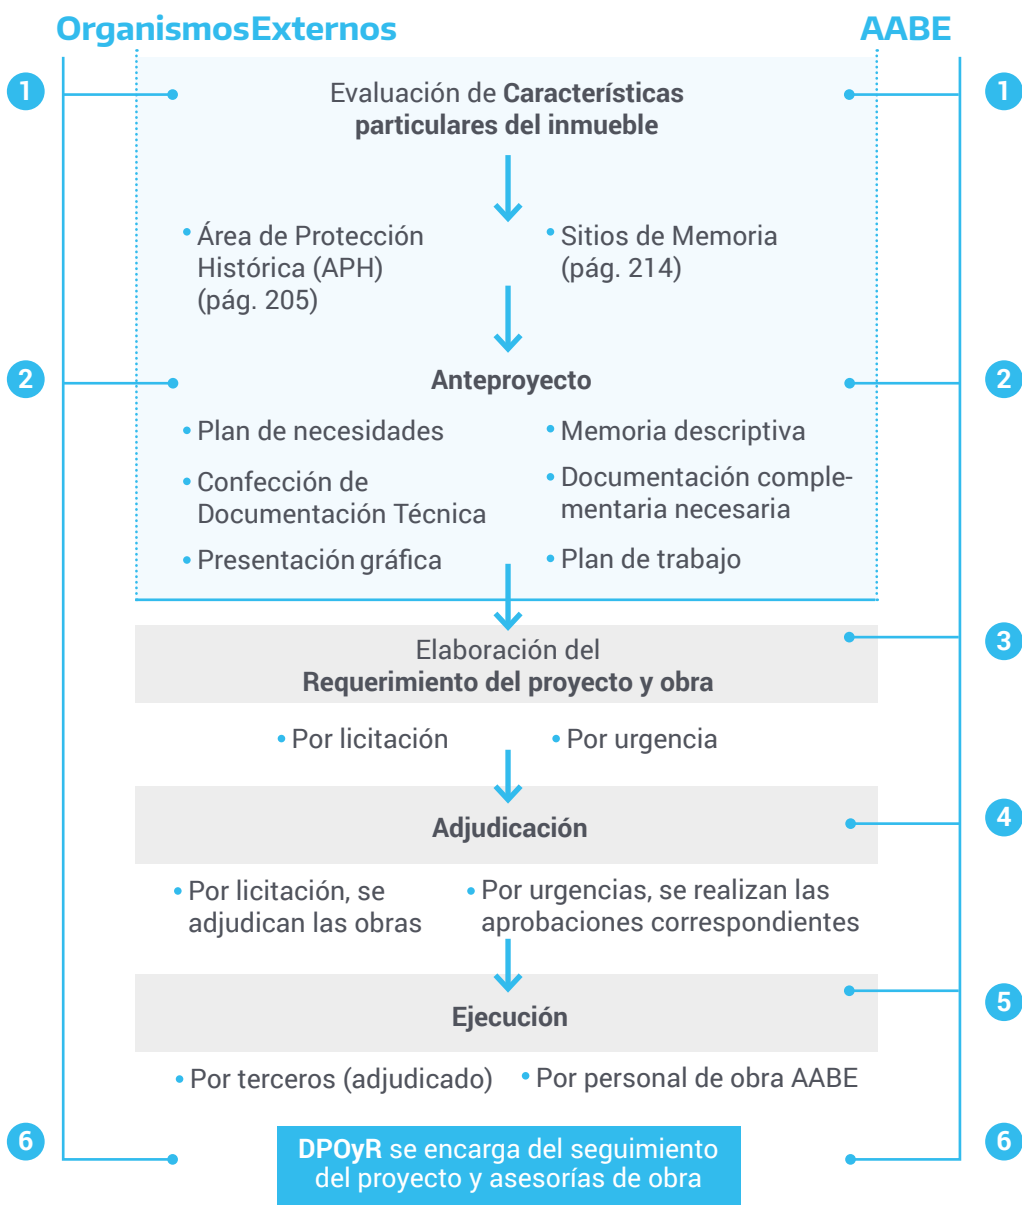 OrganismosExternos
AABE
1
1
Evaluación de Características
particulares del inmueble
• Área de Protección
Histórica (APH)
(pág. 205)
• Sitios de Memoria
(pág. 214)
2
2
Anteproyecto
• Plan de necesidades
• Memoria descriptiva
• Confección de
Documentación Técnica
• Documentación comple-
mentaria necesaria
• Presentación gráfica
• Plan de trabajo
3
Elaboración del
Requerimiento del proyecto y obra
• Por licitación
• Por urgencia
4
Adjudicación
• Por licitación, se
adjudican las obras
• Por urgencias, se realizan las
aprobaciones correspondientes
5
Ejecución
• Por terceros (adjudicado)
• Por personal de obra AABE
6
6
DPOyR se encarga del seguimiento
del proyecto y asesorías de obra